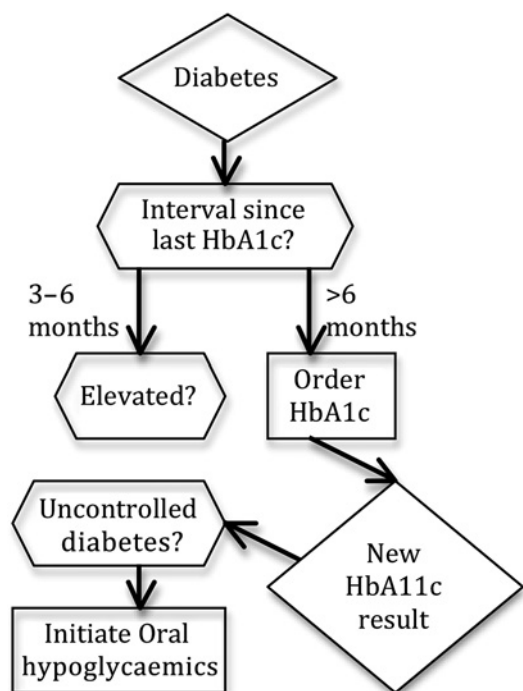 Diabetes
Interval since
last HbA1c?
3–6
months
>6
months
Elevated?
Order
HbA1c
Uncontrolled
diabetes?
New
HbA11c
result
Initiate Oral
hypoglycaemics